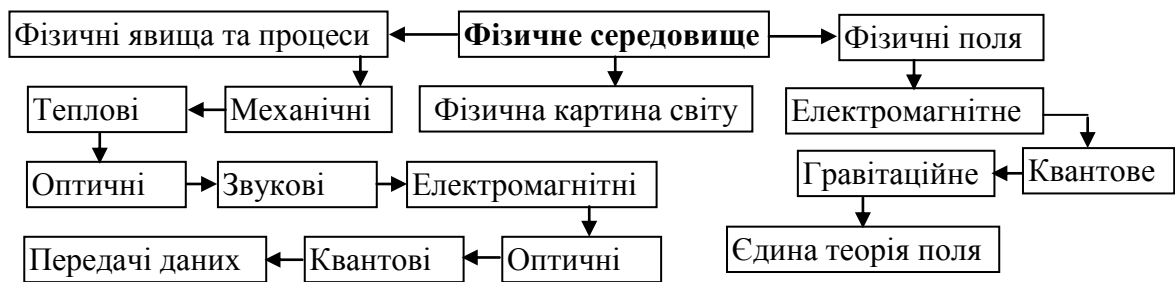 Фізичні явища та процеси
Фізичне середовище
Фізичні поля
Теплові
Механічні
Фізична картина світу
Електромагнітне
Оптичні
Звукові
Електромагнітні
Гравітаційне
Квантове
Передачі даних
Квантові
Оптичні
Єдина теорія поля